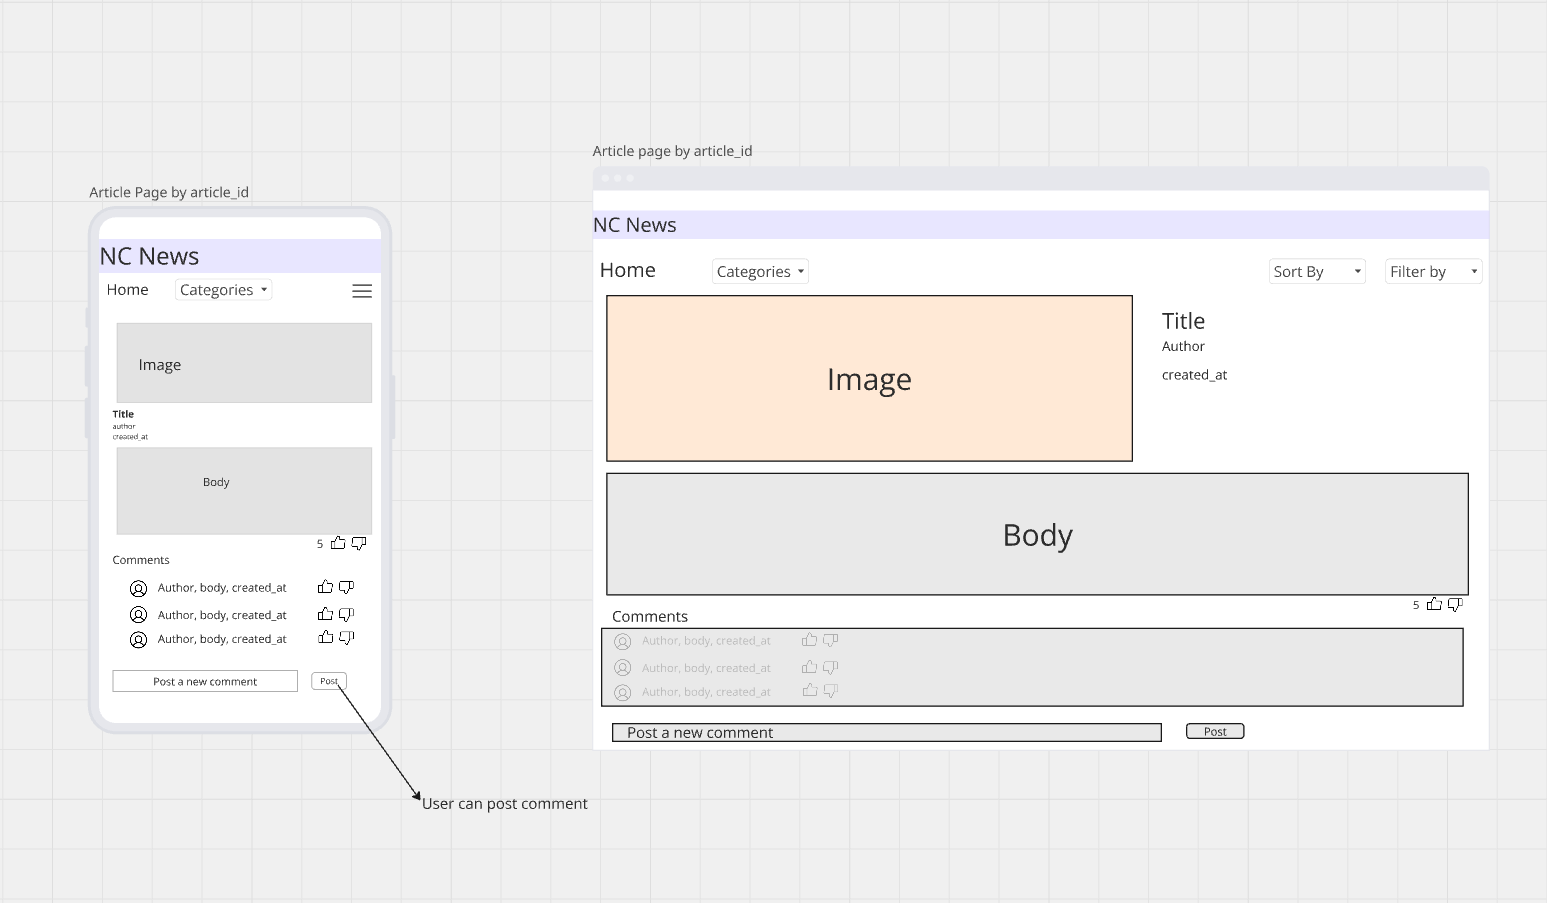 Article Page by article_id
NC News
Home
Categories
Image
Title
author
created_at
Body
5
Comments
Author, body, created_at
Author, body, created_at
Author, body, created_at
Post a new comment
Post
User can post comment
Article page by article_id
NC News
Home
Categories
Sort By
Filter by
Image
Title
Author
created_at
Body
5
Comments
Author, body, created_at
Author, body, created_at
Author, body, created_at
Post a new comment
Post